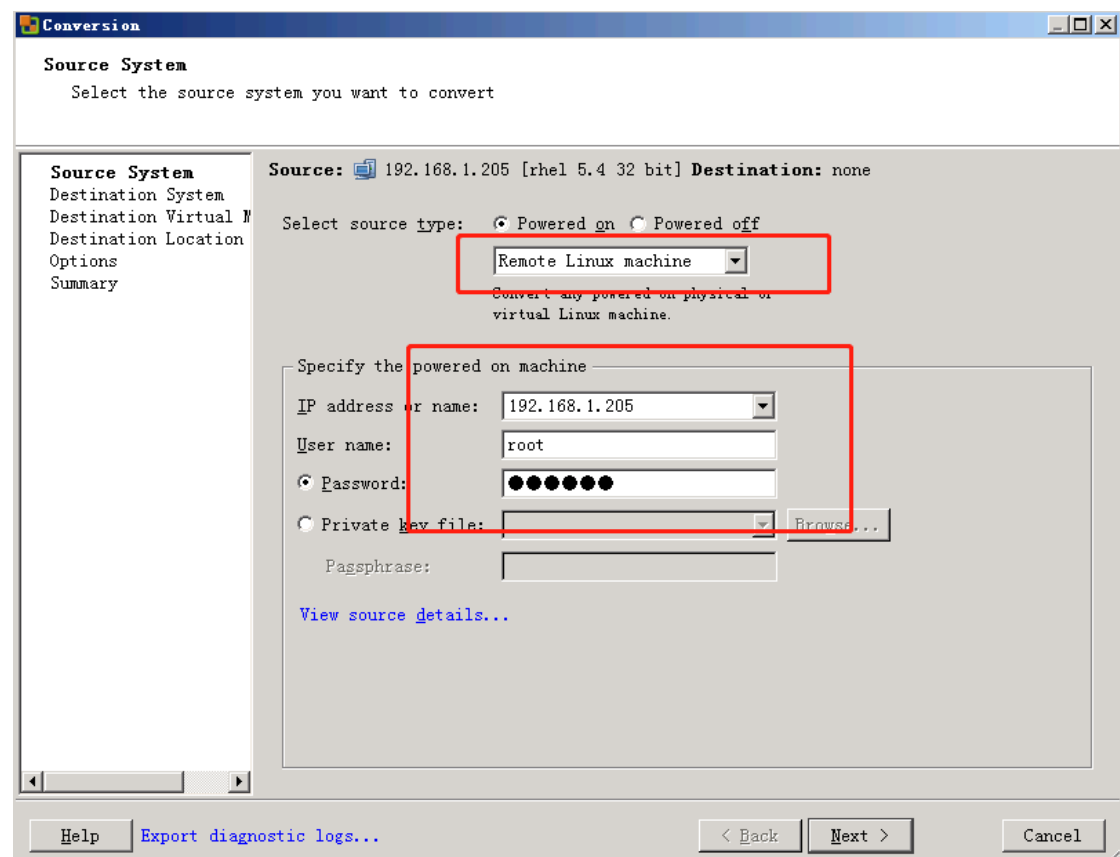 Conversion
Source System
Select the source system you want to convert
Source System
Destination System
Destination Virtual M
Destination Location
Options
Summary
Source: 192.168.1.205 [rhel 5.4 32 bit] Destination: none
Select source type: Powered on Powered off
Remote Linux machine
Convert any powered on physical or
virtual Linux machine.
Specify the powered on machine
IP address or name: 192.168.1.205
User name: root
Password: ●●●●●●
Private key file: Browse...
Passphrase:
View source details...
Help Export diagnostic logs... < Back Next > Cancel